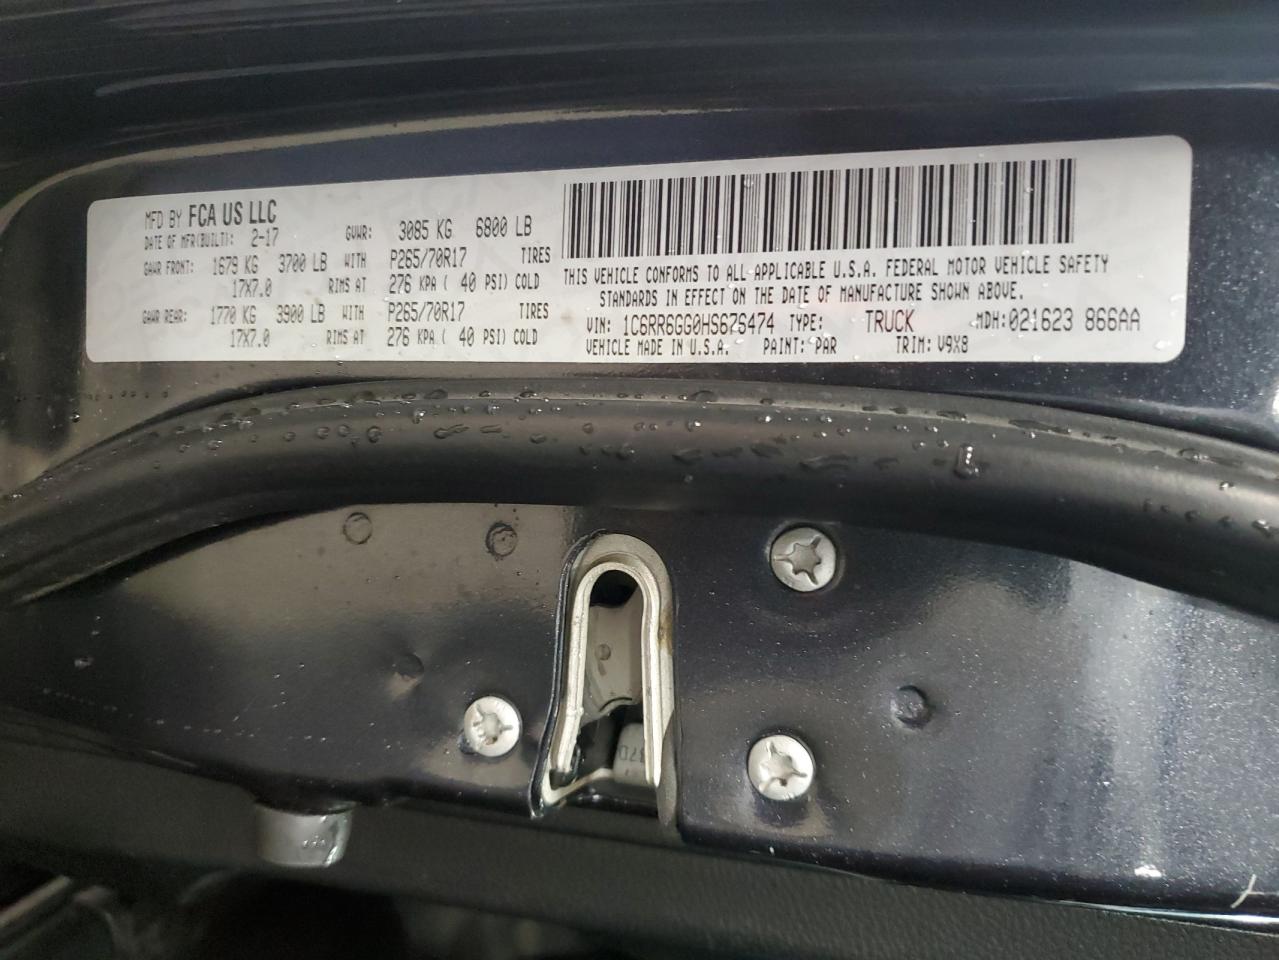 MFD BY FCA US LLC
DATE OF MFR(BUILT): 2-17 GVWR: 3085 KG 6800 LB
GAWR FRONT: 1679 KG 3700 LB WITH P265/70R17 TIRES
17X7.0 RIMS AT 276 KPA ( 40 PSI) COLD
GAWR REAR: 1770 KG 3900 LB WITH P265/70R17 TIRES
17X7.0 RIMS AT 276 KPA ( 40 PSI) COLD
THIS VEHICLE CONFORMS TO ALL APPLICABLE U.S.A. FEDERAL MOTOR VEHICLE SAFETY
STANDARDS IN EFFECT ON THE DATE OF MANUFACTURE SHOWN ABOVE.
VIN: 1C6RR6GG0HS675474 TYPE: TRUCK MDH:021623 866AA
VEHICLE MADE IN U.S.A. PAINT: PAR TRIM: V9X8